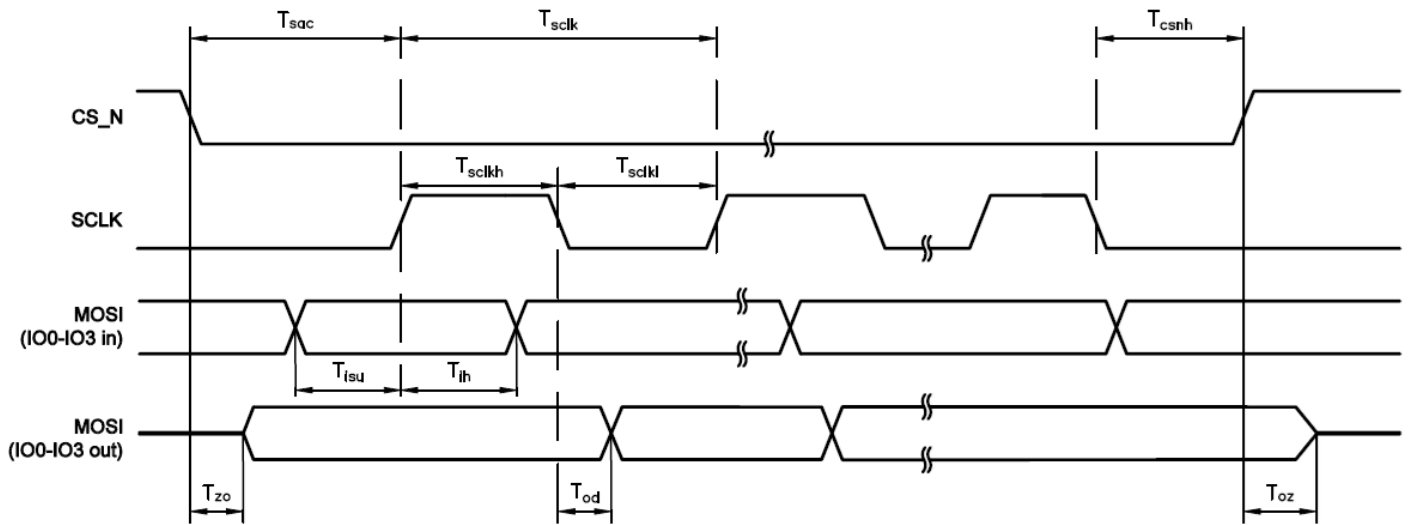 Tsac
Tsclk
Tcsnh
CS_N
Tsclkh
Tsclkl
SCLK
MOSI
(IO0-IO3 in)
Tisu
Tih
MOSI
(IO0-IO3 out)
Tzo
Tod
Toz